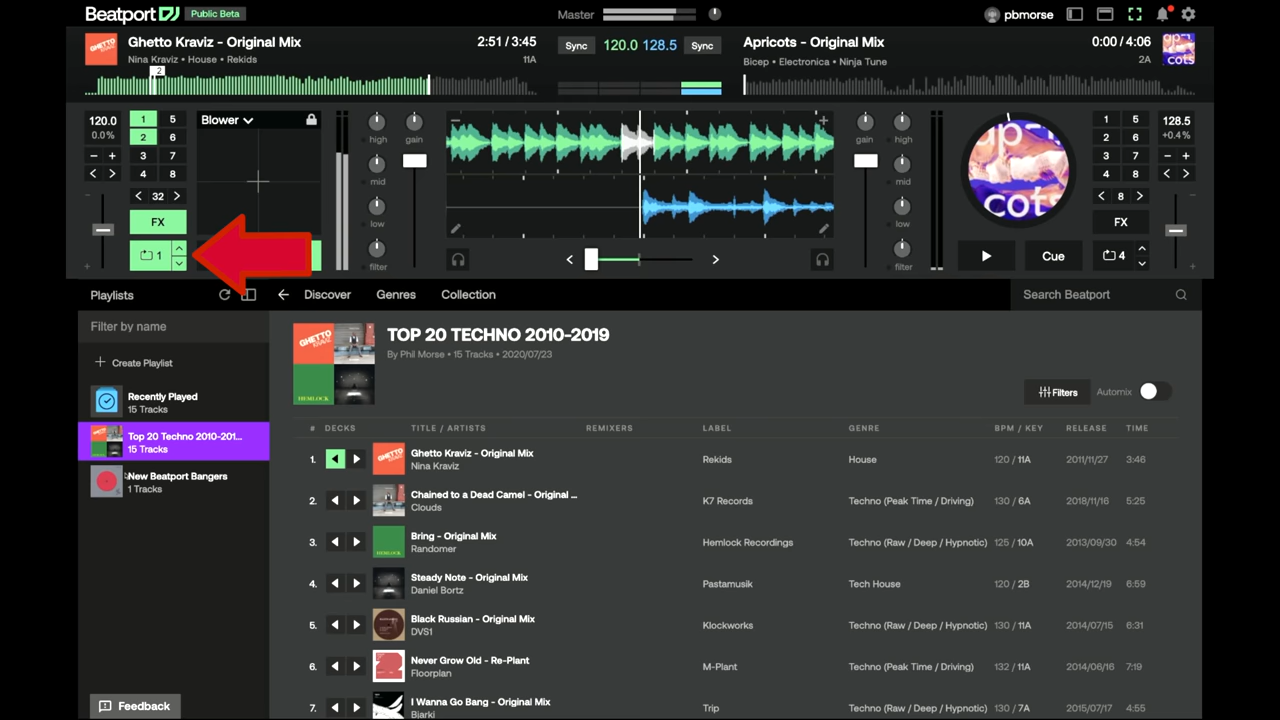 Beatport DJ Public Beta
Master
pbmorse
GHETTO KRAVIZ
Ghetto Kraviz - Original Mix
2:51 / 3:45
Nina Kraviz • House • Rekids
11A
2
Sync 120.0 128.5 Sync
Apricots - Original Mix
0:00 / 4:06
Bicep • Electronica • Ninja Tune
2A
cots
120.0
0.0%
− +
< >
− +
1 5
2 6
3 7
4 8
< 32 >
FX
1
Blower
high
mid
low
filter
gain
− +
< >
gain
high
mid
low
filter
cots
Cue
1 5
2 6
3 7
4 8
< 8 >
FX
4
128.5
+0.4%
− +
< >
− +
Playlists
Discover Genres Collection
Search Beatport
Filter by name
+ Create Playlist
Recently Played
15 Tracks
Top 20 Techno 2010-201...
15 Tracks
New Beatport Bangers
1 Tracks
Feedback
GHETTO KRAVIZ
HEMLOCK
TOP 20 TECHNO 2010-2019
By Phil Morse • 15 Tracks • 2020/07/23
Filters
Automix
# DECKS TITLE / ARTISTS REMIXERS LABEL GENRE BPM / KEY RELEASE TIME
1. Ghetto Kraviz - Original Mix Rekids House 120 / 11A 2011/11/27 3:46
Nina Kraviz
2. Chained to a Dead Camel - Original ... K7 Records Techno (Peak Time / Driving) 130 / 6A 2018/11/16 5:25
Clouds
3. Bring - Original Mix Hemlock Recordings Techno (Raw / Deep / Hypnotic) 125 / 10A 2013/09/30 4:54
Randomer
4. Steady Note - Original Mix Pastamusik Tech House 120 / 2B 2014/12/19 6:59
Daniel Bortz
5. Black Russian - Original Mix Klockworks Techno (Raw / Deep / Hypnotic) 130 / 11A 2014/07/15 6:31
DVS1
6. Never Grow Old - Re-Plant M-Plant Techno (Peak Time / Driving) 132 / 11A 2014/06/16 7:19
Floorplan
7. I Wanna Go Bang - Original Mix Trip Techno (Raw / Deep / Hypnotic) 130 / 7A 2015/07/17 4:55
Bjarki